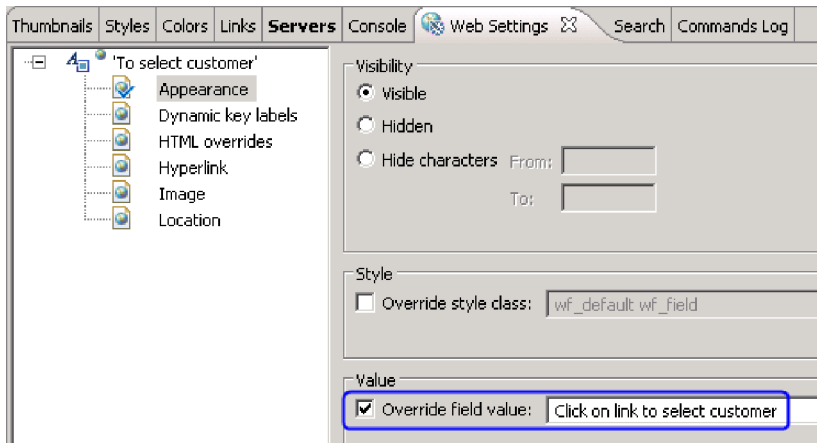 Thumbnails Styles Colors Links Servers Console Web Settings Search Commands Log
'To select customer'
Appearance
Dynamic key labels
HTML overrides
Hyperlink
Image
Location
Visibility
Visible
Hidden
Hide characters From:
To:
Style
Override style class: wf_default wf_field
Value
Override field value: Click on link to select customer